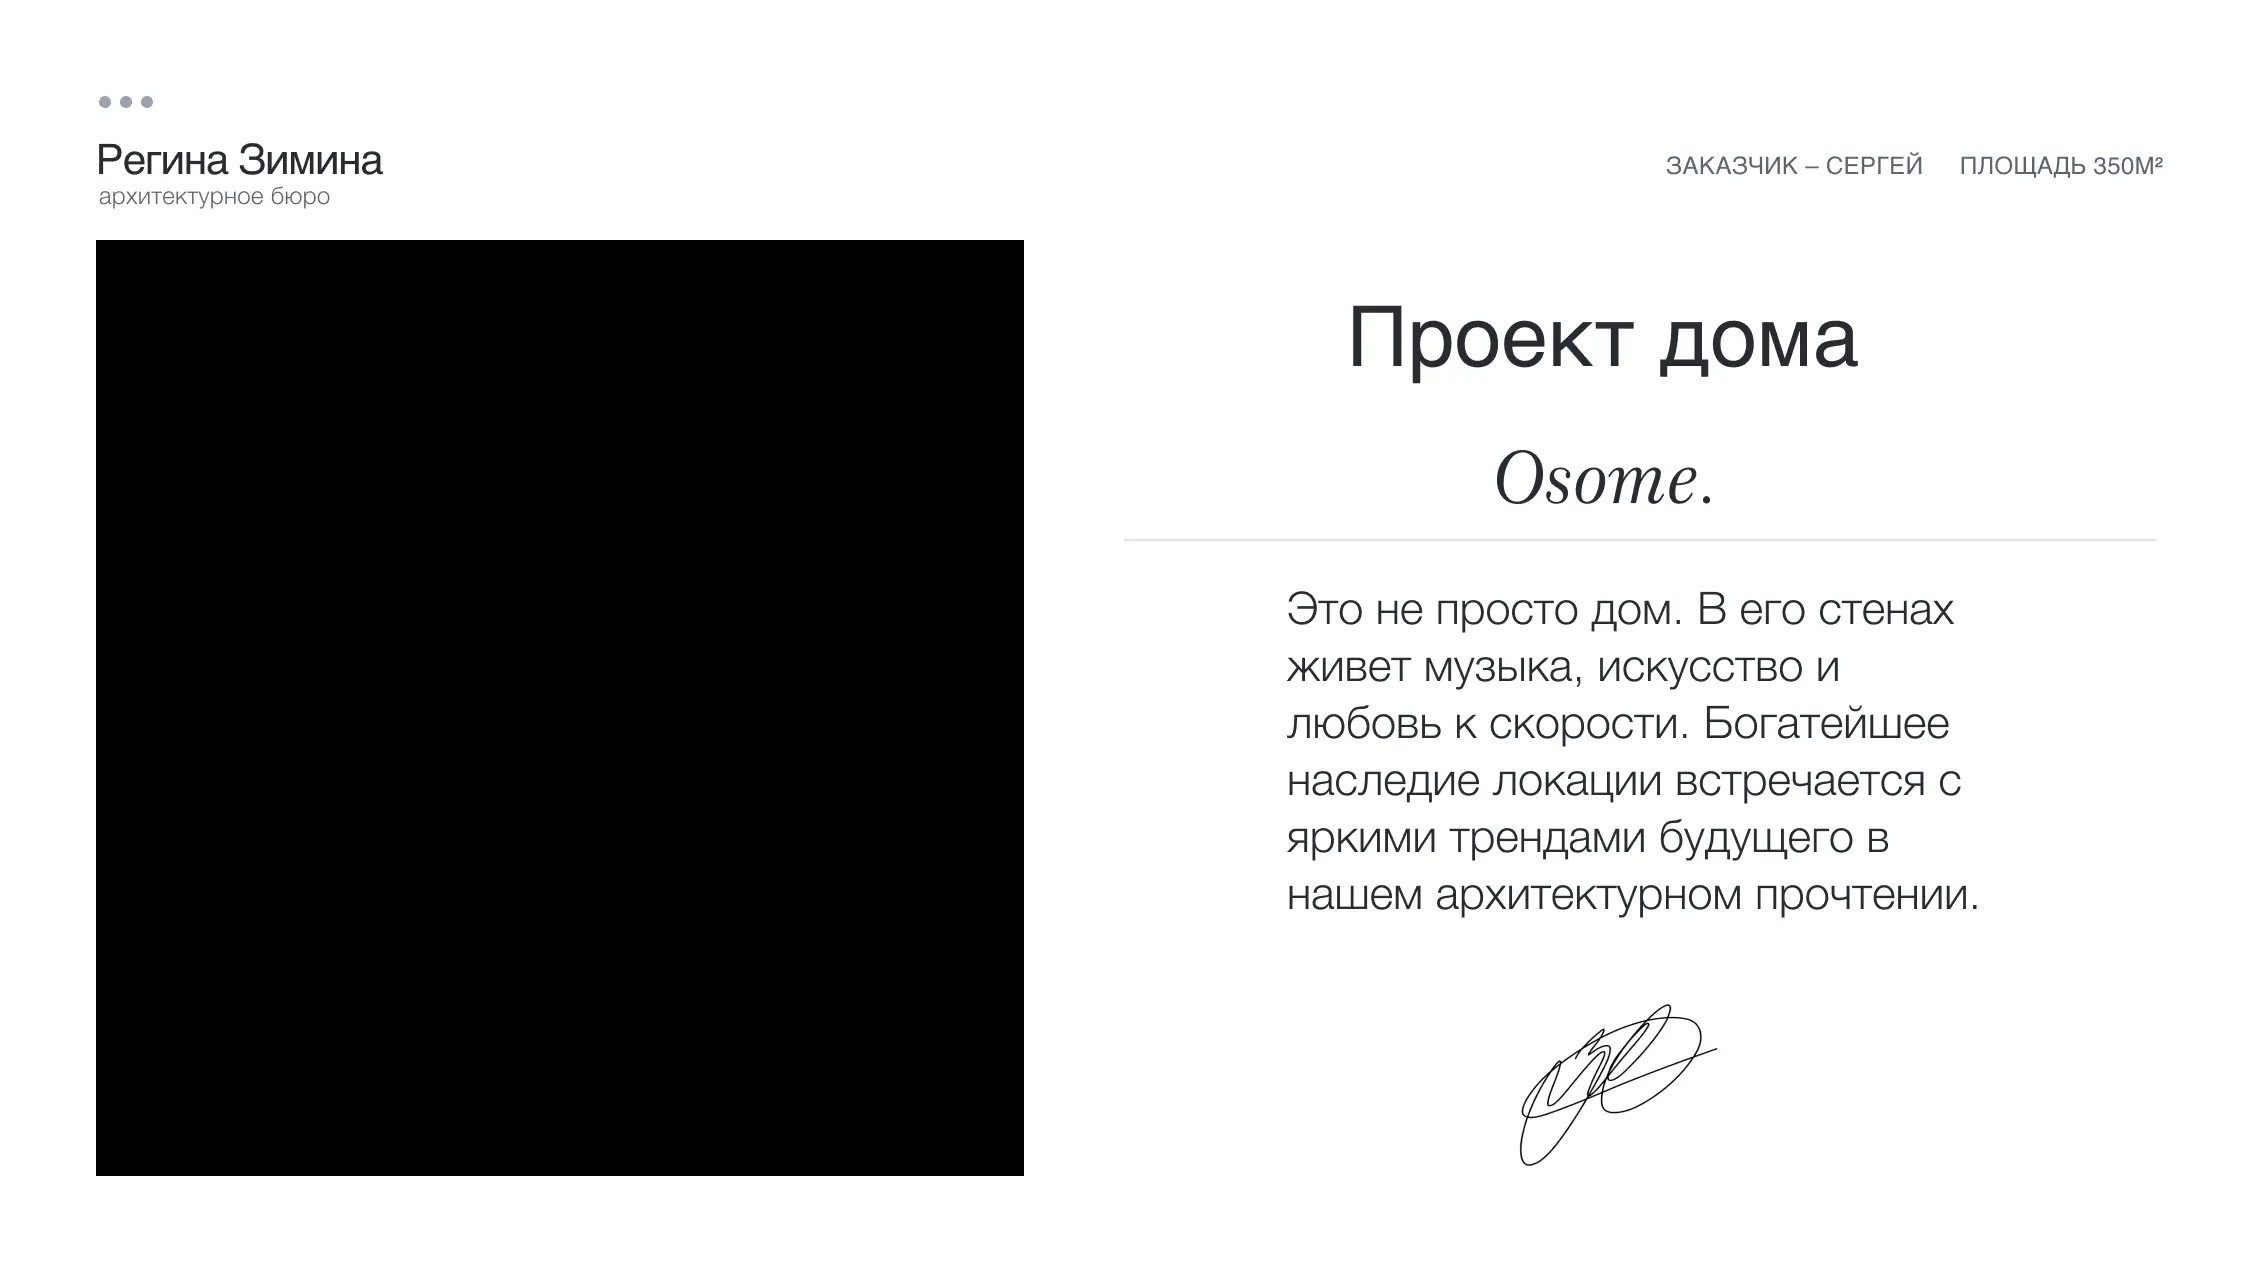 Регина Зимина
архитектурное бюро
ЗАКАЗЧИК – СЕРГЕЙ ПЛОЩАДЬ 350М²
Проект дома
Osome.
Это не просто дом. В его стенах
живет музыка, искусство и
любовь к скорости. Богатейшее
наследие локации встречается с
яркими трендами будущего в
нашем архитектурном прочтении.